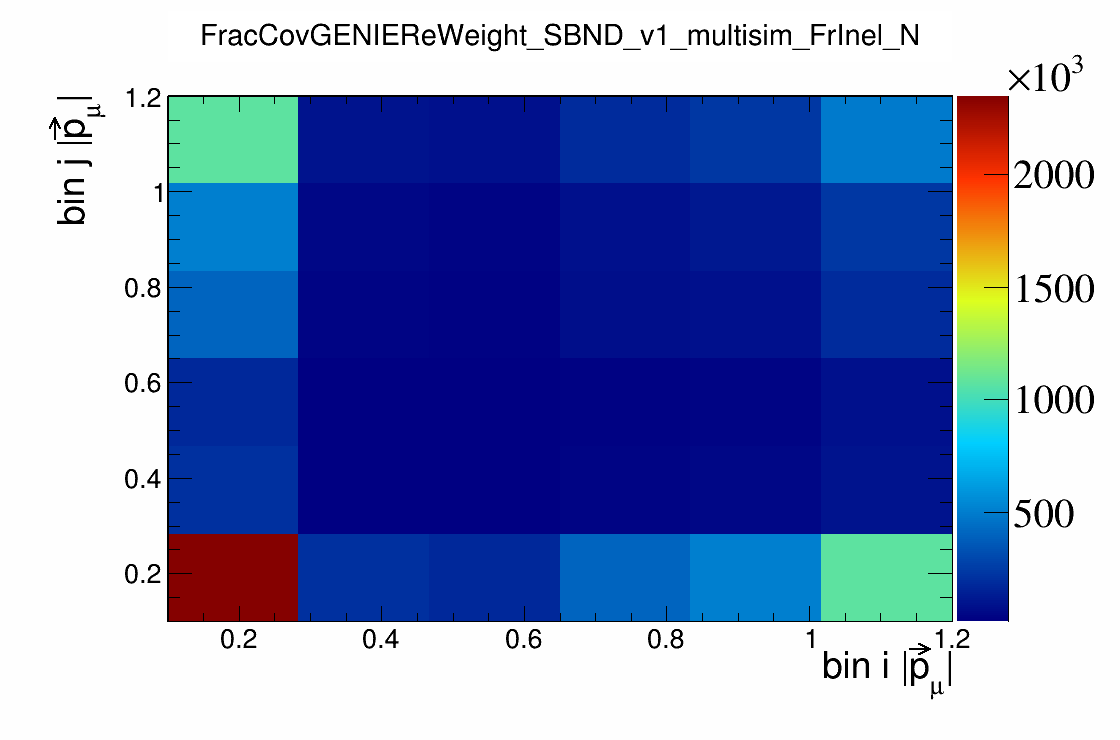 FracCovGENIEReWeight_SBND_v1_multisim_FrInel_N
×10³
bin j |p⃗μ|
1.2
1
0.8
0.6
0.4
0.2
2000
1500
1000
500
0.2 0.4 0.6 0.8 1 1.2
bin i |p⃗μ|